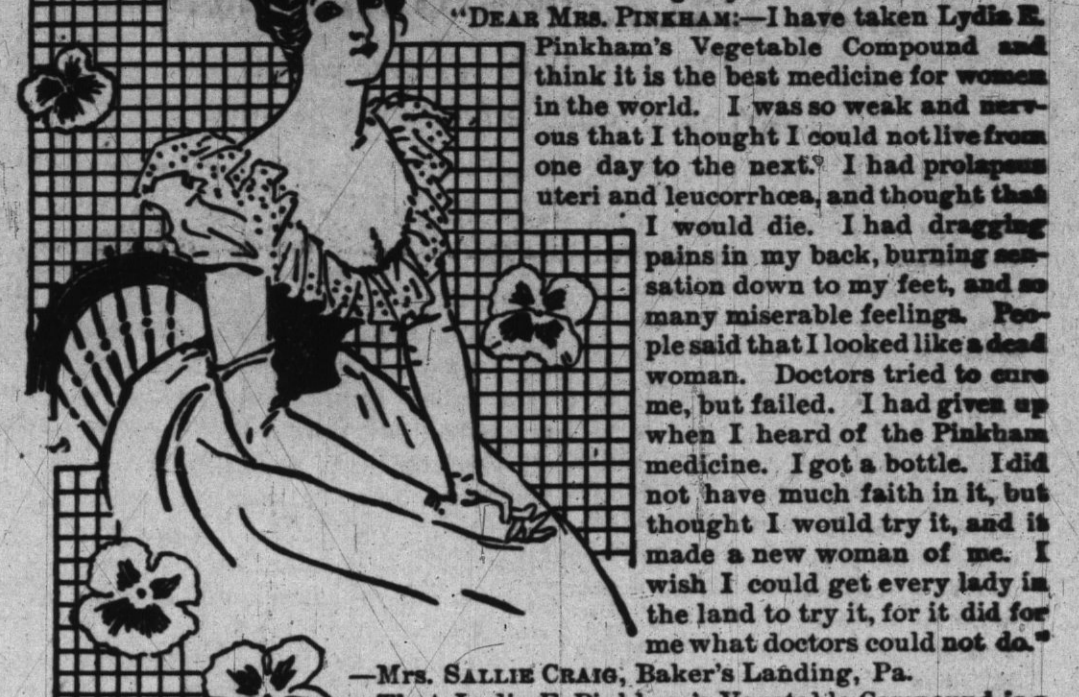 “DEAR MRS. PINKHAM:—I have taken Lydia E.
Pinkham's Vegetable Compound and
think it is the best medicine for women
in the world. I was so weak and nerv-
ous that I thought I could not live from
one day to the next. I had prolapsus
uteri and leucorrhœa, and thought that
I would die. I had dragging
pains in my back, burning sen-
sation down to my feet, and so
many miserable feelings. Peo-
ple said that I looked like a dead
woman. Doctors tried to cure
me, but failed. I had given up
when I heard of the Pinkham
medicine. I got a bottle. I did
not have much faith in it, but
thought I would try it, and it
made a new woman of me. I
wish I could get every lady in
the land to try it, for it did for
me what doctors could not do.”
—MRS. SALLIE CRAIG, Baker's Landing, Pa.